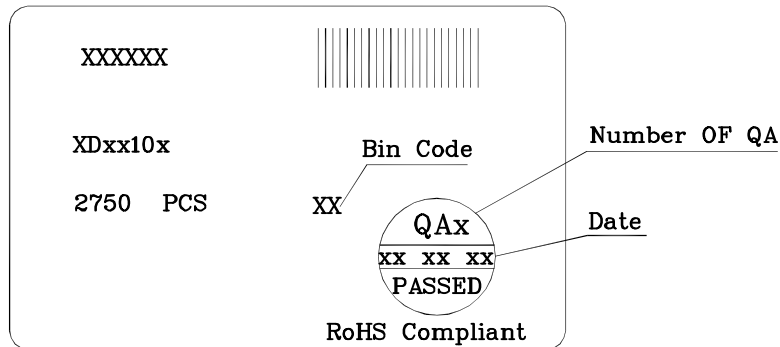 XXXXXX
XDxx10x
Bin Code
Number OF QA
2750 PCS
XX
QAx
Date
xx xx xx
PASSED
RoHS Compliant